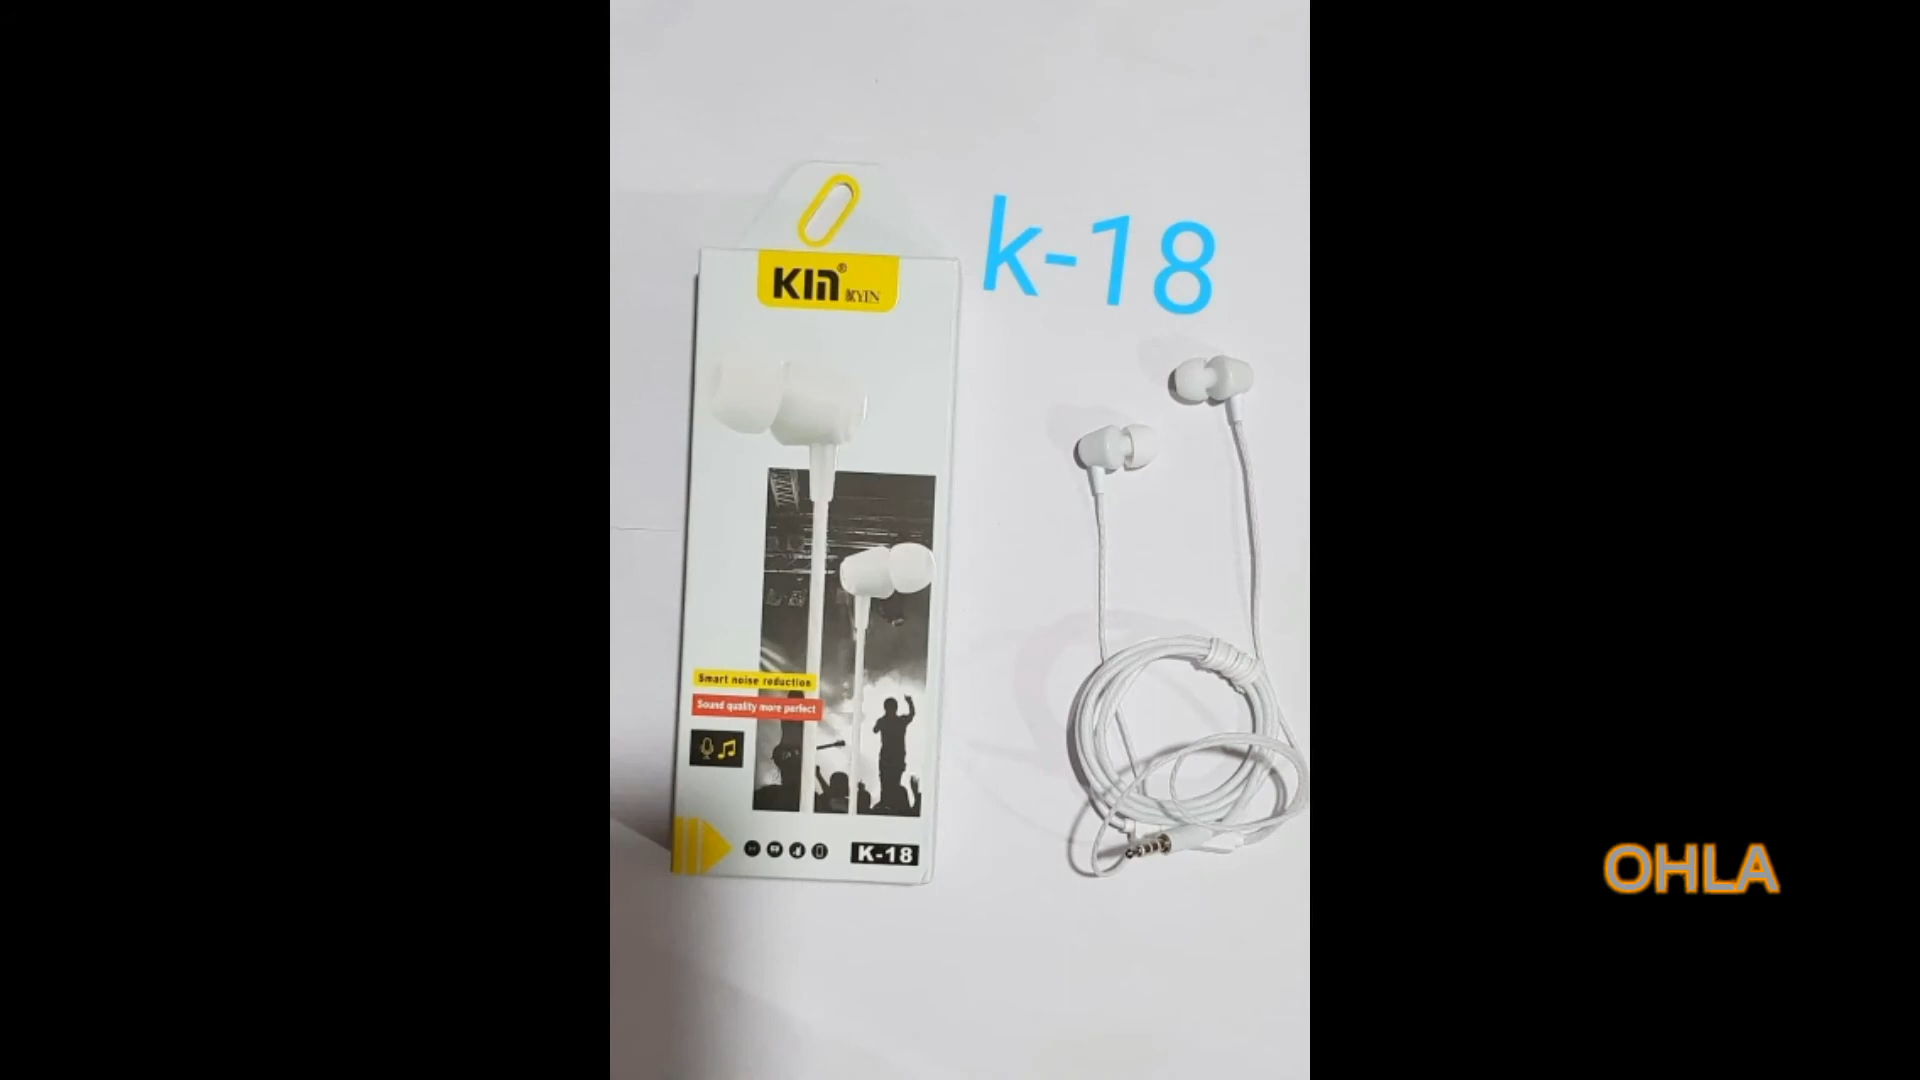 k-18
KIN® KYIN
Smart noise reduction
Sound quality more perfect
K-18
OHLA